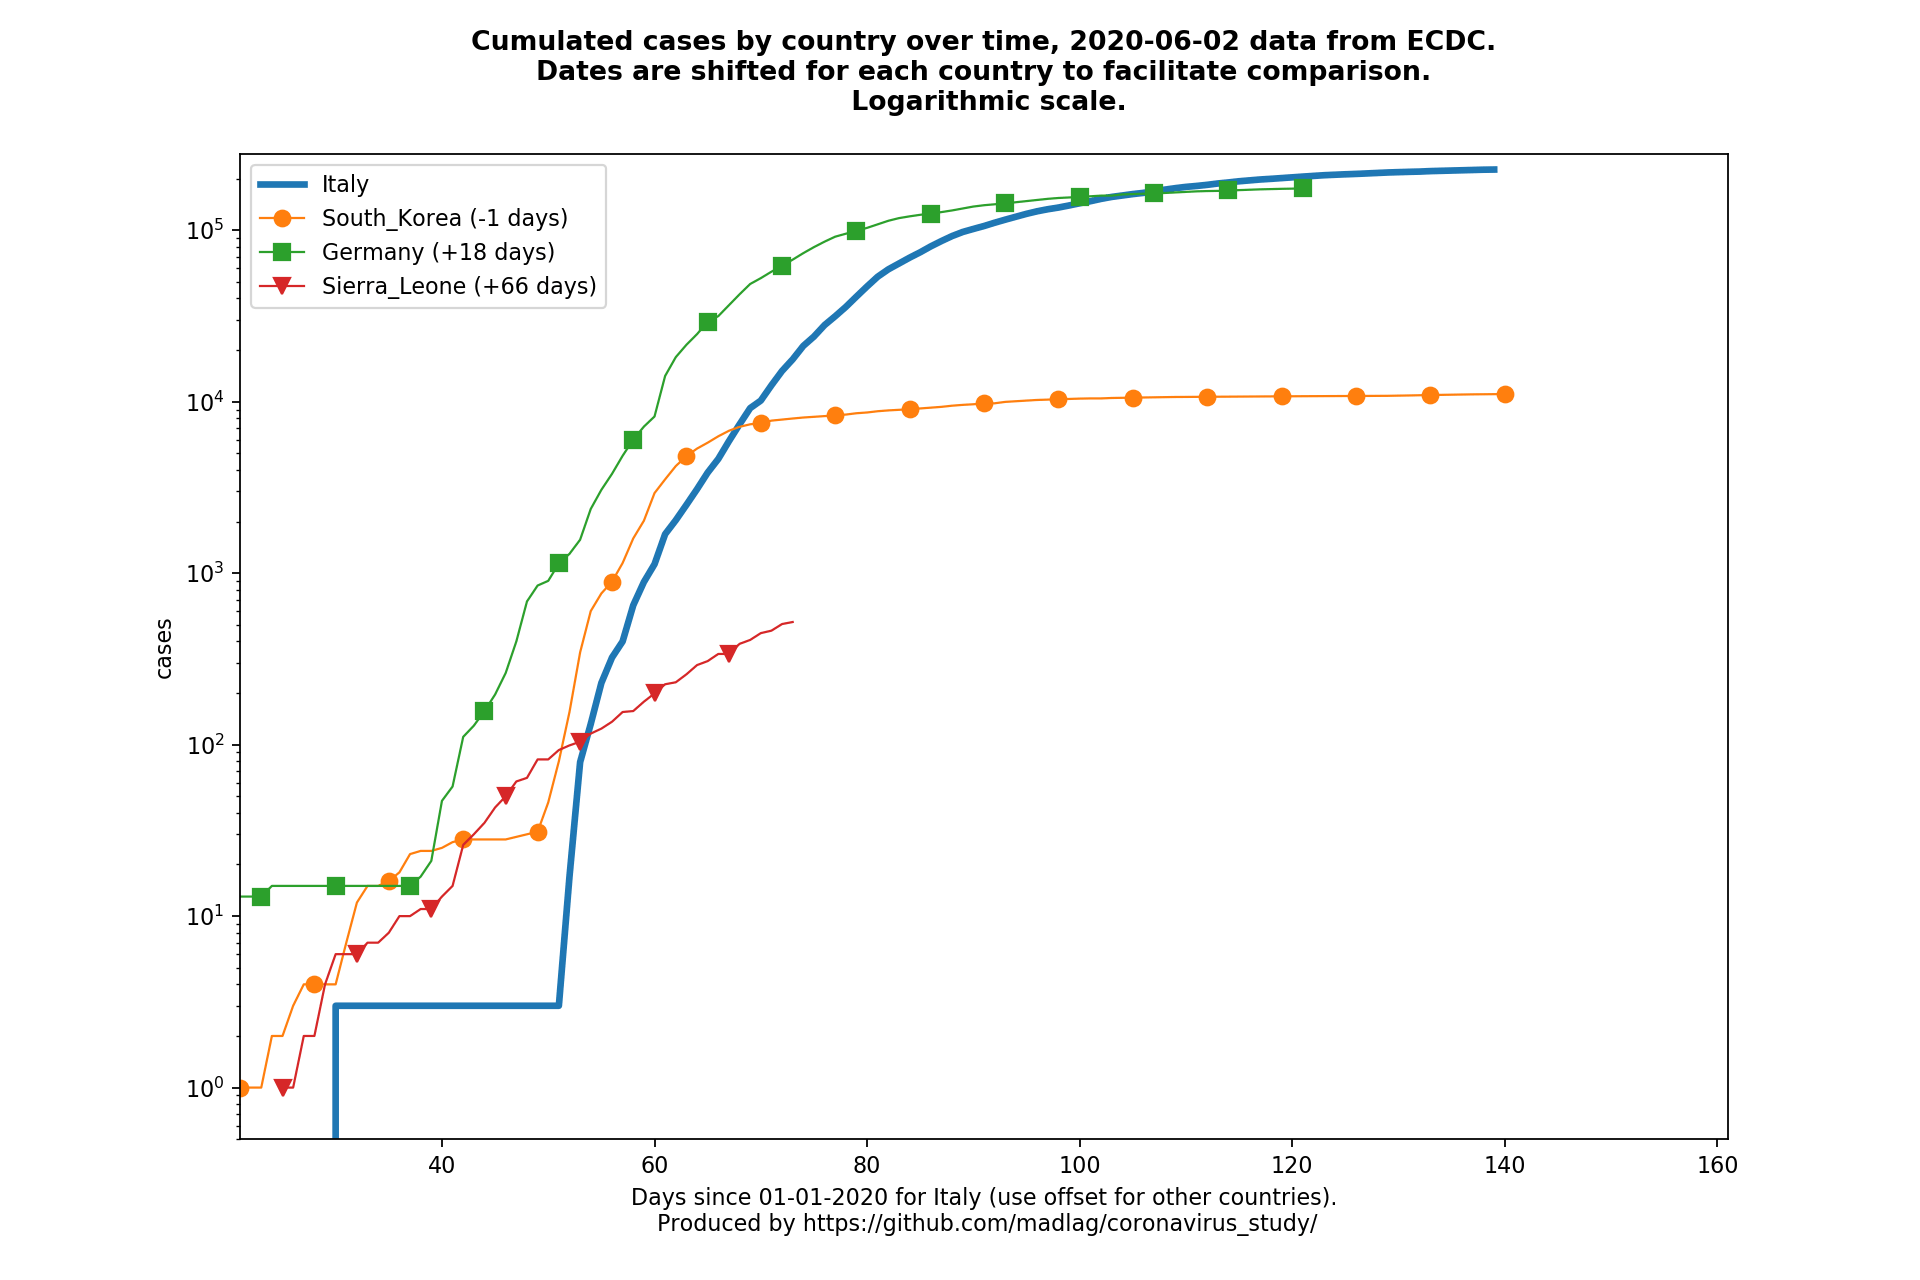 Cumulated cases by country over time, 2020-06-02 data from ECDC.
Dates are shifted for each country to facilitate comparison.
Logarithmic scale.
Italy
South_Korea (-1 days)
Germany (+18 days)
Sierra_Leone (+66 days)
10⁵
10⁴
10³
10²
10¹
10⁰
cases
40 60 80 100 120 140 160
Days since 01-01-2020 for Italy (use offset for other countries).
Produced by https://github.com/madlag/coronavirus_study/